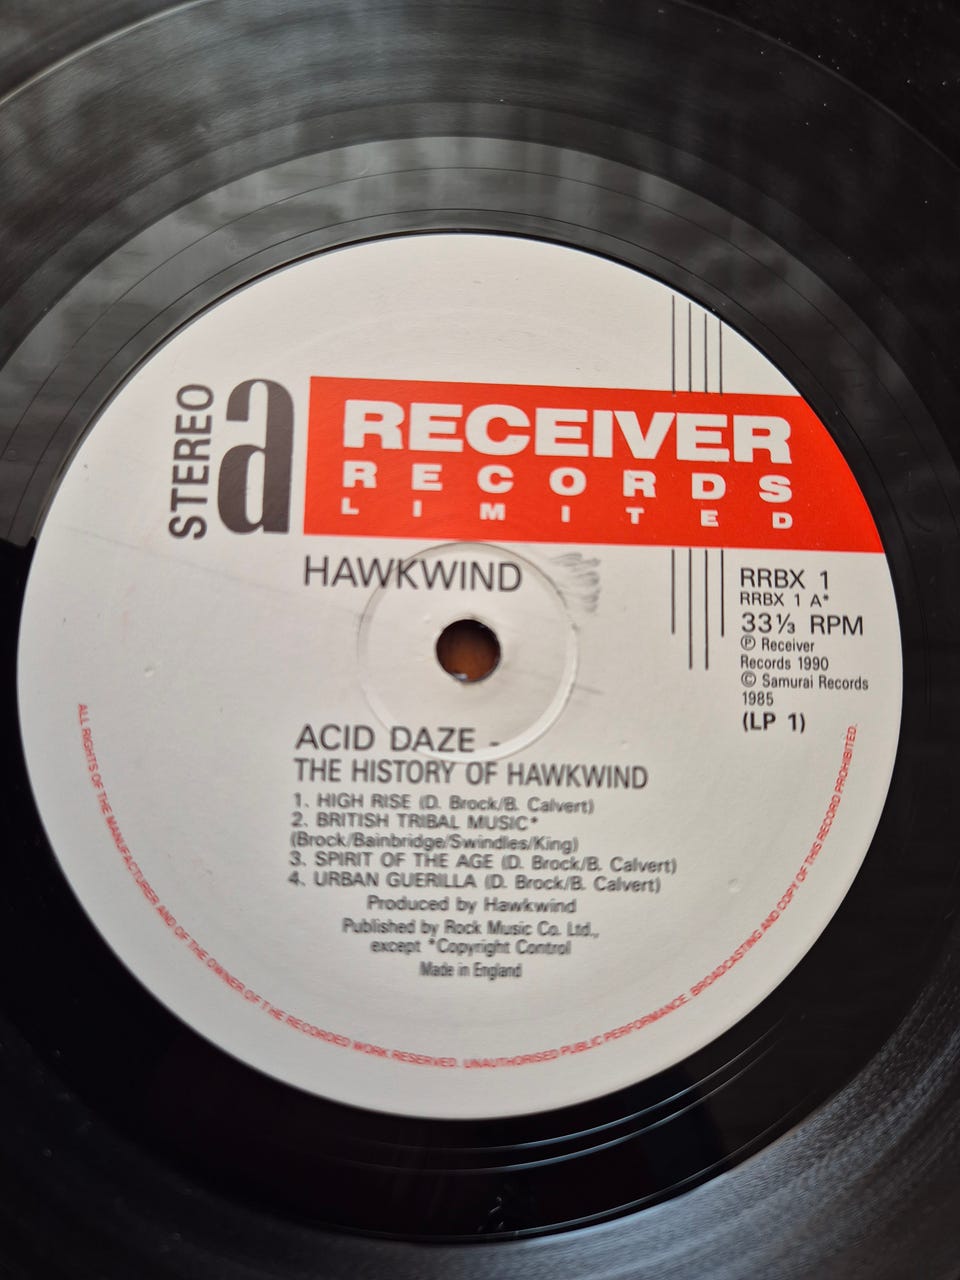 STEREO
a
RECEIVER
RECORDS
LIMITED
HAWKWIND
RRBX 1
RRBX 1 A*
33⅓ RPM
℗ Receiver
Records 1990
© Samurai Records
1985
(LP 1)
ACID DAZE -
THE HISTORY OF HAWKWIND
1. HIGH RISE (D. Brock/B. Calvert)
2. BRITISH TRIBAL MUSIC*
(Brock/Bainbridge/Swindles/King)
3. SPIRIT OF THE AGE (D. Brock/B. Calvert)
4. URBAN GUERILLA (D. Brock/B. Calvert)
Produced by Hawkwind
Published by Rock Music Co. Ltd.,
except *Copyright Control
Made in England
ALL RIGHTS OF THE MANUFACTURER AND OF THE OWNER OF THE RECORDED WORK RESERVED. UNAUTHORISED PUBLIC PERFORMANCE, BROADCASTING AND COPY OF THIS RECORD PROHIBITED.